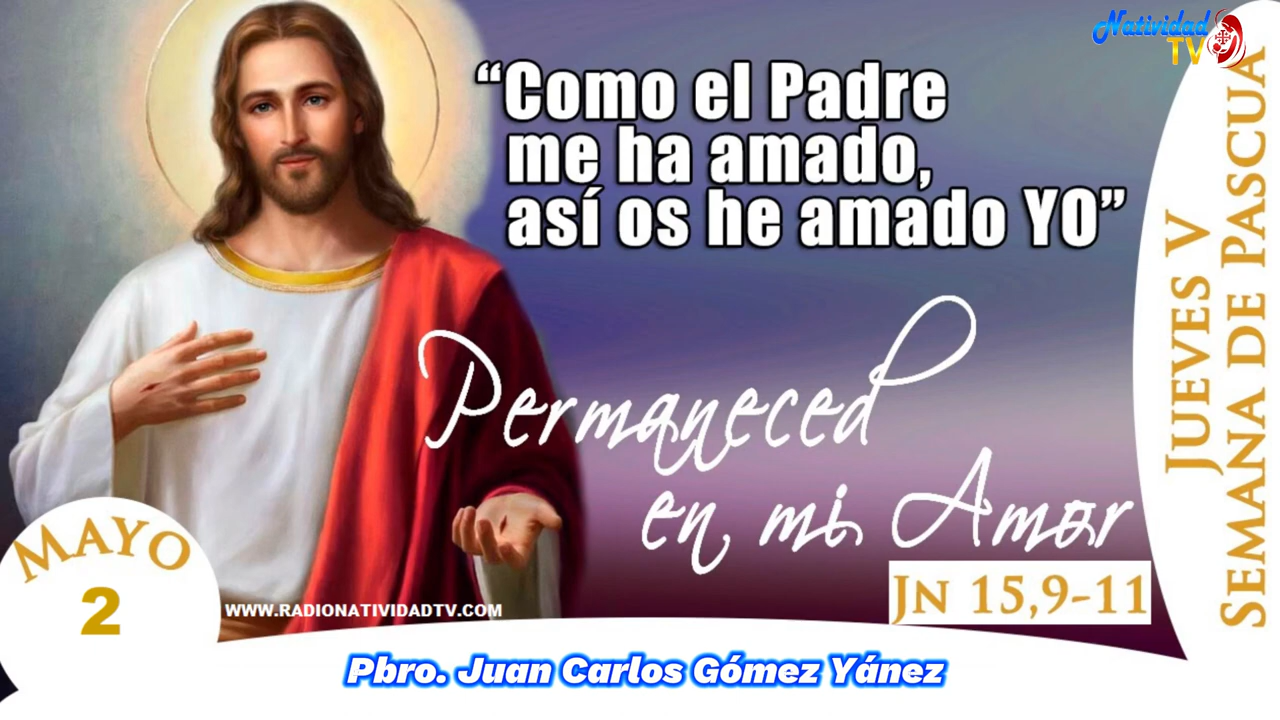 Natividad
TV
“Como el Padre
me ha amado,
así os he amado YO”
Permaneced
en mi Amor
JN 15,9-11
JUEVES V
SEMANA DE PASCUA
MAYO
2
WWW.RADIONATIVIDADTV.COM
Pbro. Juan Carlos Gómez Yánez